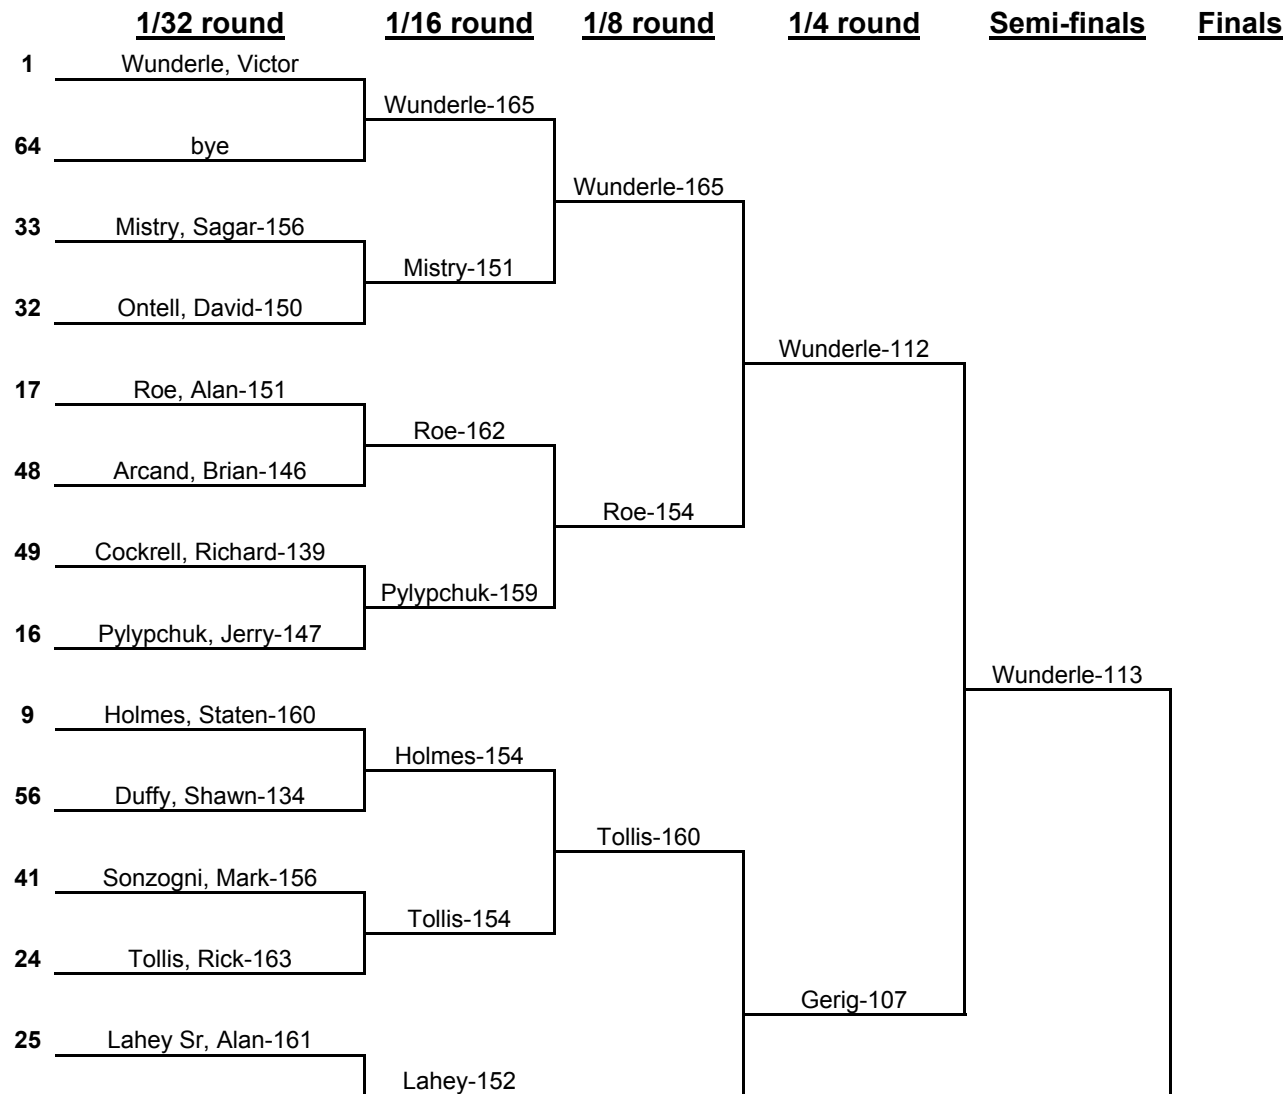 1/32 round 1/16 round 1/8 round 1/4 round Semi-finals Finals
1 Wunderle, Victor
Wunderle-165
64 bye
Wunderle-165
33 Mistry, Sagar-156
Mistry-151
32 Ontell, David-150
Wunderle-112
17 Roe, Alan-151
Roe-162
48 Arcand, Brian-146
Roe-154
49 Cockrell, Richard-139
Pylypchuk-159
16 Pylypchuk, Jerry-147
Wunderle-113
9 Holmes, Staten-160
Holmes-154
56 Duffy, Shawn-134
Tollis-160
41 Sonzogni, Mark-156
Tollis-154
24 Tollis, Rick-163
Gerig-107
25 Lahey Sr, Alan-161
Lahey-152